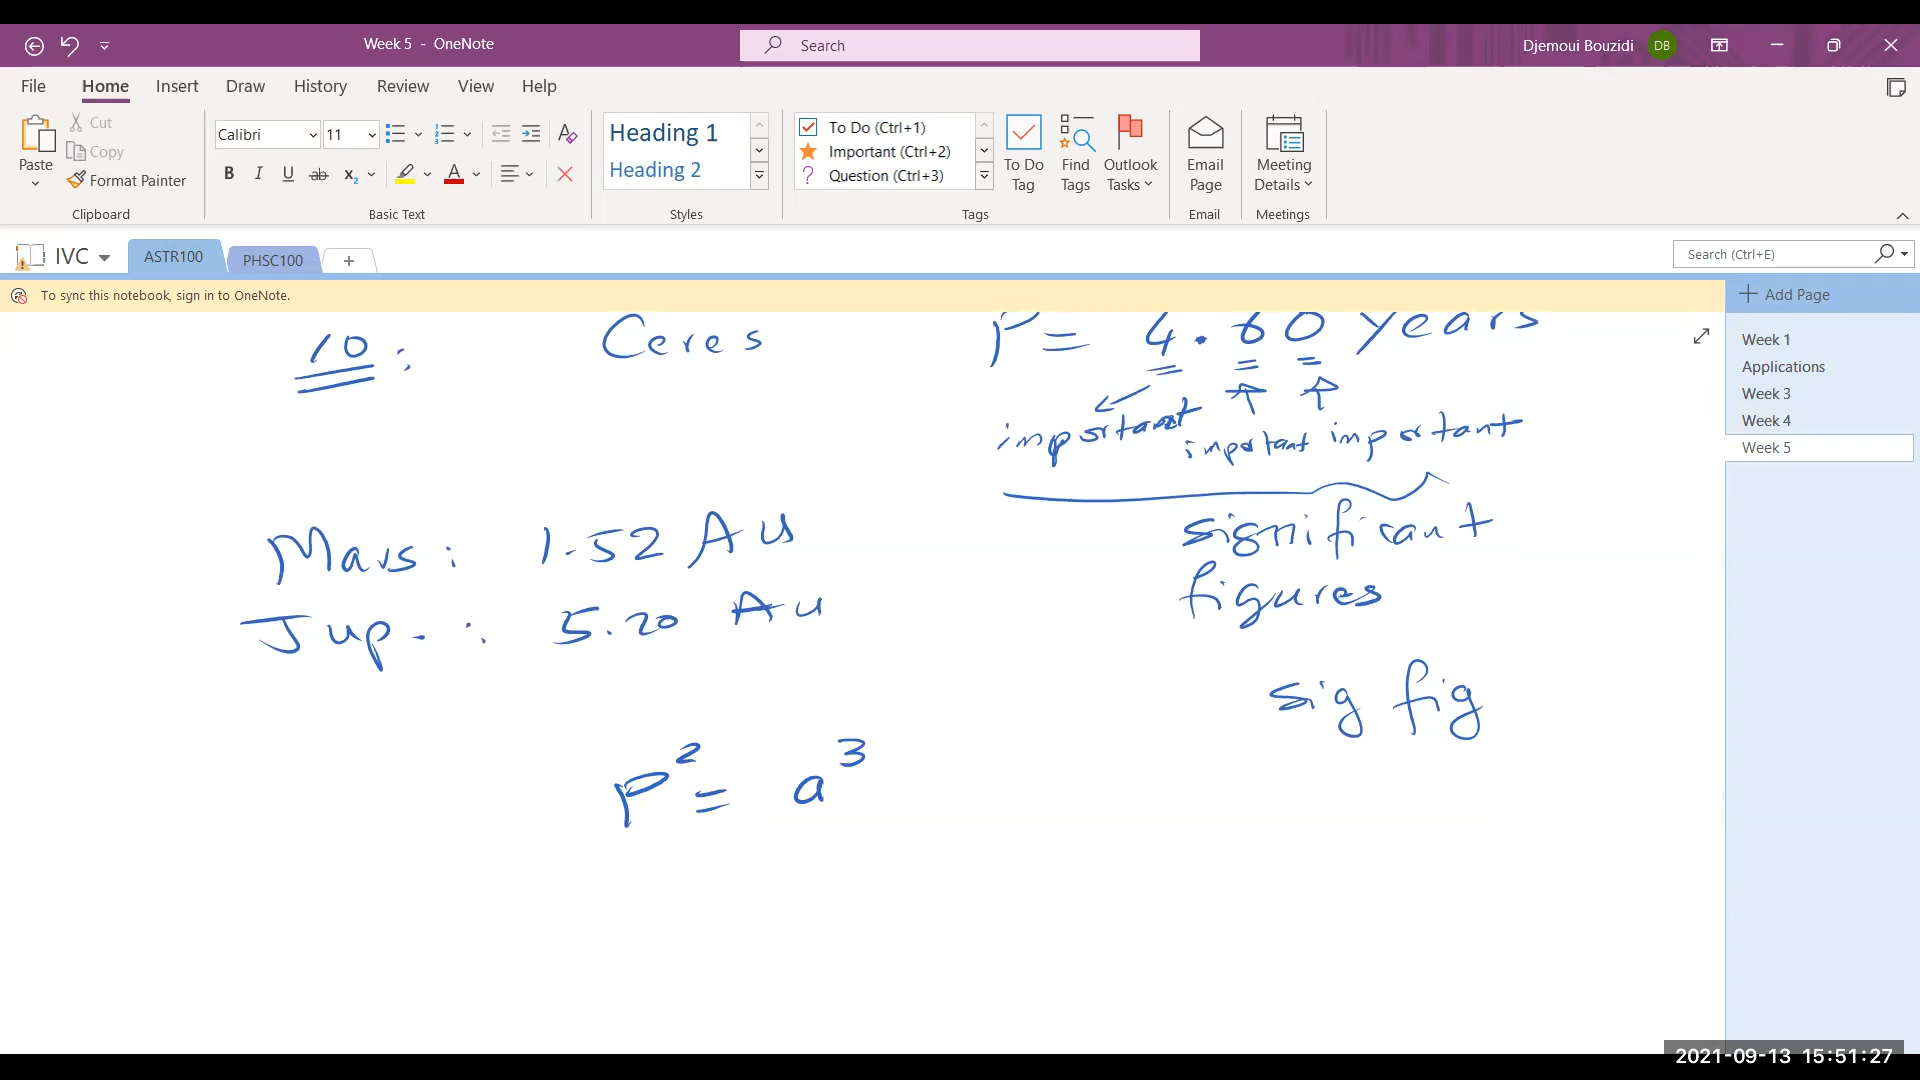 Week 5 - OneNote
Search
Djemoui Bouzidi
DB
File
Home
Insert
Draw
History
Review
View
Help
Paste
Cut
Copy
Format Painter
Clipboard
Calibri
11
B I U ab x₂
A
Basic Text
Heading 1
Heading 2
Styles
To Do (Ctrl+1)
Important (Ctrl+2)
Question (Ctrl+3)
To Do
Tag
Find
Tags
Outlook
Tasks
Tags
Email
Page
Email
Meeting
Details
Meetings
IVC
ASTR100
PHSC100
+
Search (Ctrl+E)
To sync this notebook, sign in to OneNote.
Add Page
Week 1
Applications
Week 3
Week 4
Week 5
10: Ceres P = 4.60 years
important important important
significant
figures
sig fig
Mars: 1.52 AU
Jup. : 5.20 AU
P² = a³
2021-09-13 15:51:27